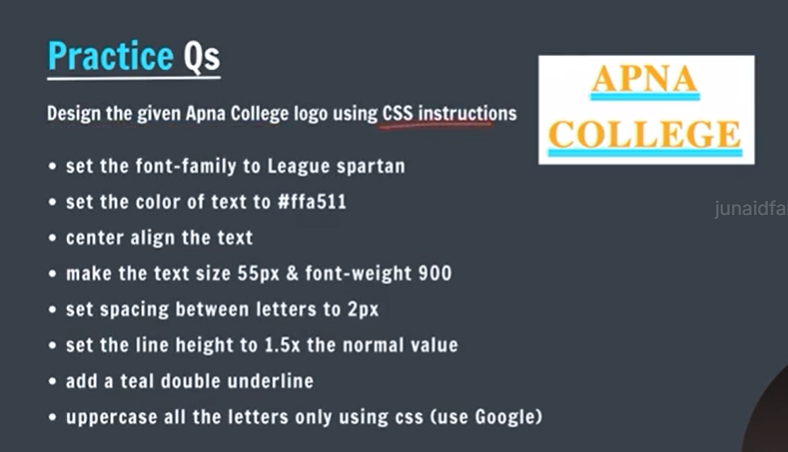 Practice Qs
Design the given Apna College logo using CSS instructions
• set the font-family to League spartan
• set the color of text to #ffa511
• center align the text
• make the text size 55px & font-weight 900
• set spacing between letters to 2px
• set the line height to 1.5x the normal value
• add a teal double underline
• uppercase all the letters only using css (use Google)
APNA
COLLEGE
junaidfa